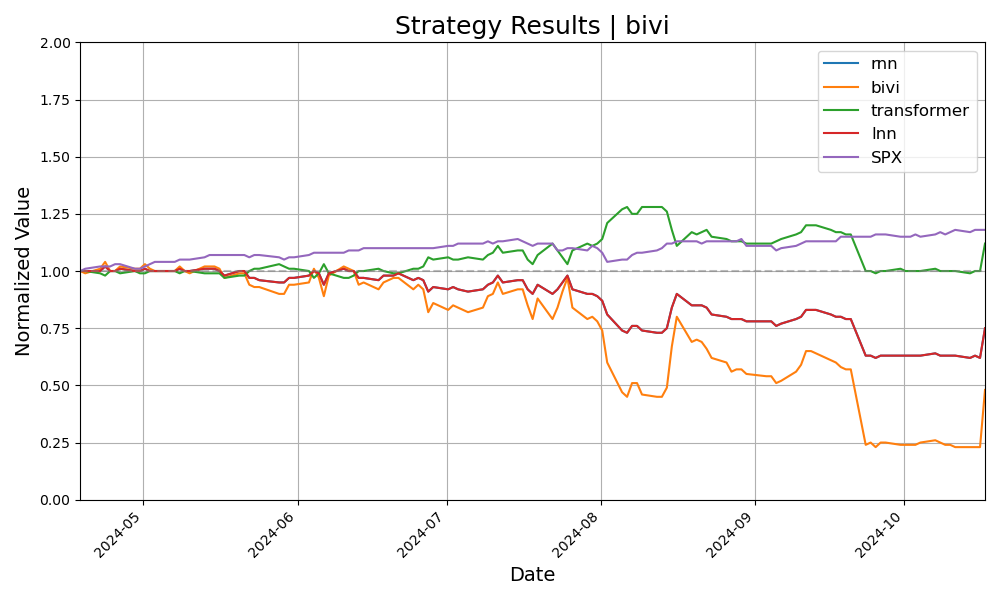 Strategy Results | bivi
Normalized Value
2.00
1.75
1.50
1.25
1.00
0.75
0.50
0.25
0.00
rnn
bivi
transformer
lnn
SPX
2024-05
2024-06
2024-07
2024-08
2024-09
2024-10
Date